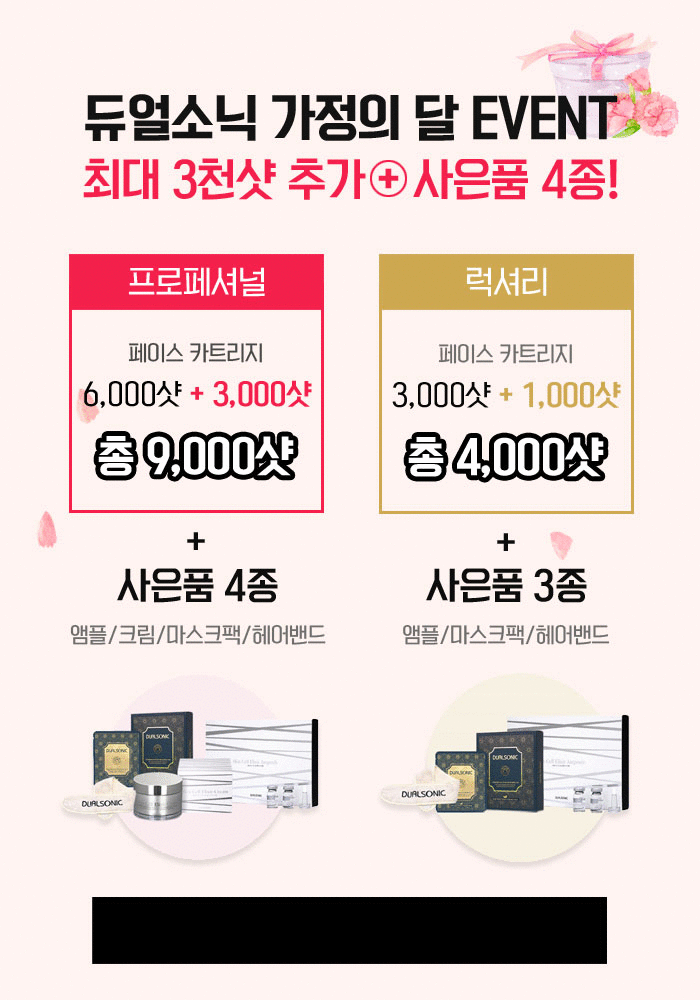 듀얼소닉 가정의 달 EVENT
최대 3천샷 추가+사은품 4종!
프로페셔널
페이스 카트리지
6,000샷 + 3,000샷
총 9,000샷
+
사은품 4종
앰플/크림/마스크팩/헤어밴드
DUALSONIC
DUALSONIC
럭셔리
페이스 카트리지
3,000샷 + 1,000샷
총 4,000샷
+
사은품 3종
앰플/마스크팩/헤어밴드
DUALSONIC
DUALSONIC
DUALSONIC